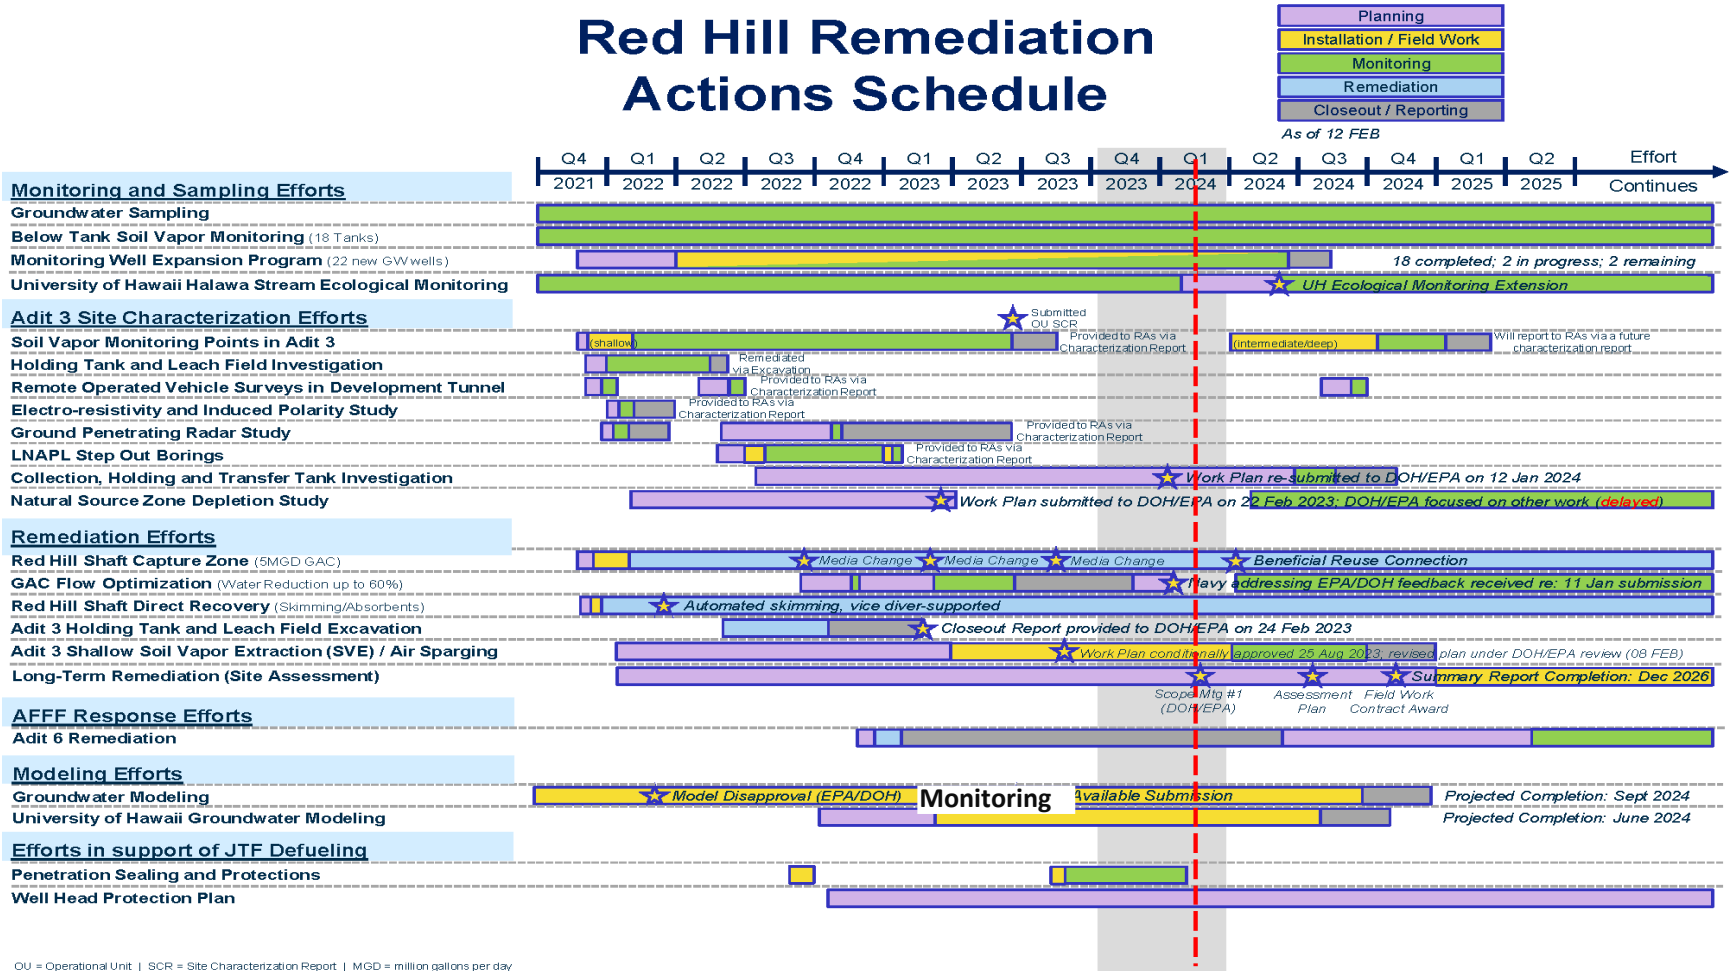 Red Hill Remediation
Actions Schedule
Planning
Installation / Field Work
Monitoring
Remediation
Closeout / Reporting
As of 12 FEB
Q4 Q1 Q2 Q3 Q4 Q1 Q2 Q3 Q4 Q1 Q2 Q3 Q4 Q1 Q2 Effort
2021 2022 2022 2022 2022 2023 2023 2023 2023 2024 2024 2024 2024 2025 2025 Continues
Monitoring and Sampling Efforts
Groundwater Sampling
Below Tank Soil Vapor Monitoring (18 Tanks)
Monitoring Well Expansion Program (22 new GW wells) 18 completed; 2 in progress; 2 remaining
University of Hawaii Halawa Stream Ecological Monitoring UH Ecological Monitoring Extension
Adit 3 Site Characterization Efforts
Submitted
OU SCR
Soil Vapor Monitoring Points in Adit 3
(shallow)
Provided to RAs via
Characterization Report
(intermediate/deep)
Will report to RAs via a future
characterization report
Holding Tank and Leach Field Investigation
Remediated
via Excavation
Remote Operated Vehicle Surveys in Development Tunnel
Provided to RAs via
Characterization Report
Electro-resistivity and Induced Polarity Study
Provided to RAs via
Characterization Report
Ground Penetrating Radar Study
Provided to RAs via
Characterization Report
LNAPL Step Out Borings
Provided to RAs via
Characterization Report
Collection, Holding and Transfer Tank Investigation Work Plan re-submitted to DOH/EPA on 12 Jan 2024
Natural Source Zone Depletion Study Work Plan submitted to DOH/EPA on 22 Feb 2023; DOH/EPA focused on other work (delayed)
Remediation Efforts
Red Hill Shaft Capture Zone (5MGD GAC) Media Change Media Change Media Change Beneficial Reuse Connection
GAC Flow Optimization (Water Reduction up to 60%) Navy addressing EPA/DOH feedback received re: 11 Jan submission
Red Hill Shaft Direct Recovery (Skimming/Absorbents) Automated skimming, vice diver-supported
Adit 3 Holding Tank and Leach Field Excavation Closeout Report provided to DOH/EPA on 24 Feb 2023
Adit 3 Shallow Soil Vapor Extraction (SVE) / Air Sparging Work Plan conditionally approved 25 Aug 2023; revised plan under DOH/EPA review (08 FEB)
Long-Term Remediation (Site Assessment) Summary Report Completion: Dec 2026
Scope Mtg #1
(DOH/EPA)
Assessment
Plan
Field Work
Contract Award
AFFF Response Efforts
Adit 6 Remediation
Modeling Efforts
Groundwater Modeling Model Disapproval (EPA/DOH) Monitoring Available Submission Projected Completion: Sept 2024
University of Hawaii Groundwater Modeling Projected Completion: June 2024
Efforts in support of JTF Defueling
Penetration Sealing and Protections
Well Head Protection Plan
OU = Operational Unit | SCR = Site Characterization Report | MGD = million gallons per day